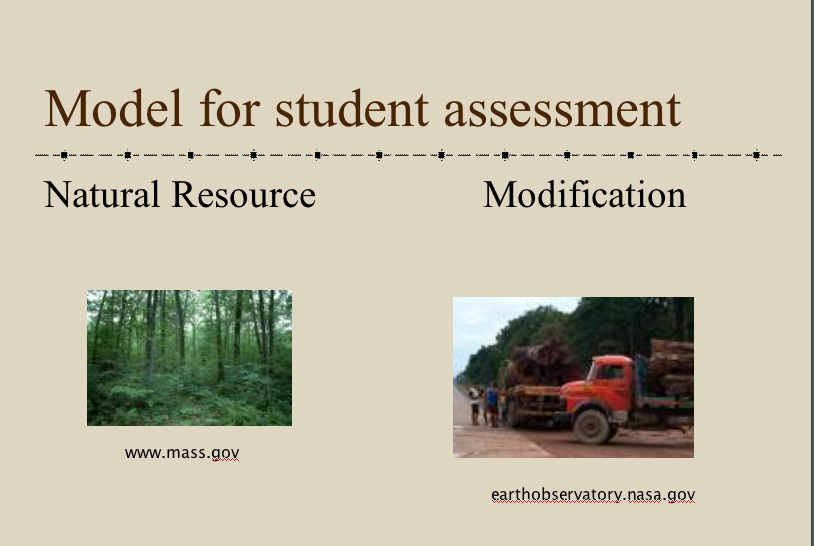 Model for student assessment
Natural Resource
Modification
www.mass.gov
earthobservatory.nasa.gov